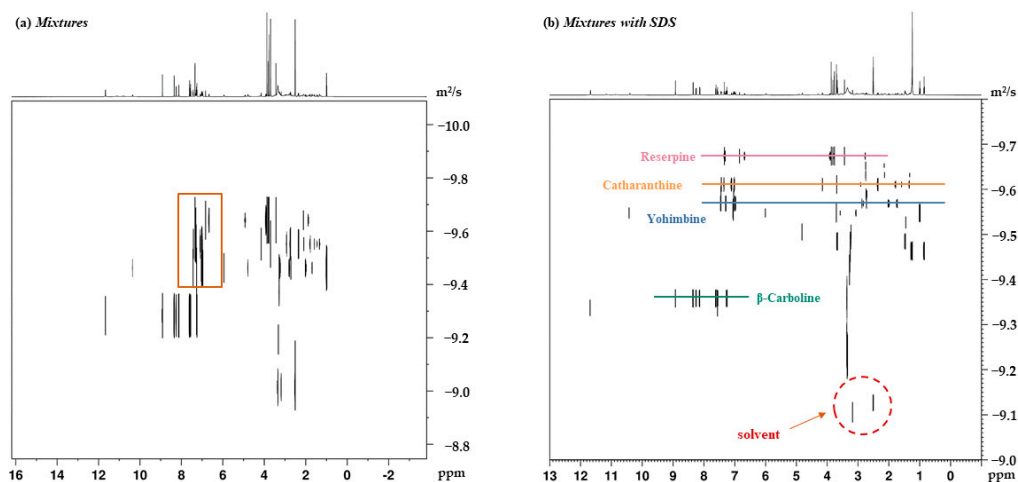 (a) Mixtures
m²/s
−10.0
−9.8
−9.6
−9.4
−9.2
−9.0
−8.8
16 14 12 10 8 6 4 2 0 -2 ppm
(b) Mixtures with SDS
m²/s
−9.7
−9.6
−9.5
−9.4
−9.3
−9.2
−9.1
−9.0
Reserpine
Catharanthine
Yohimbine
β-Carboline
solvent
13 12 11 10 9 8 7 6 5 4 3 2 1 0 ppm